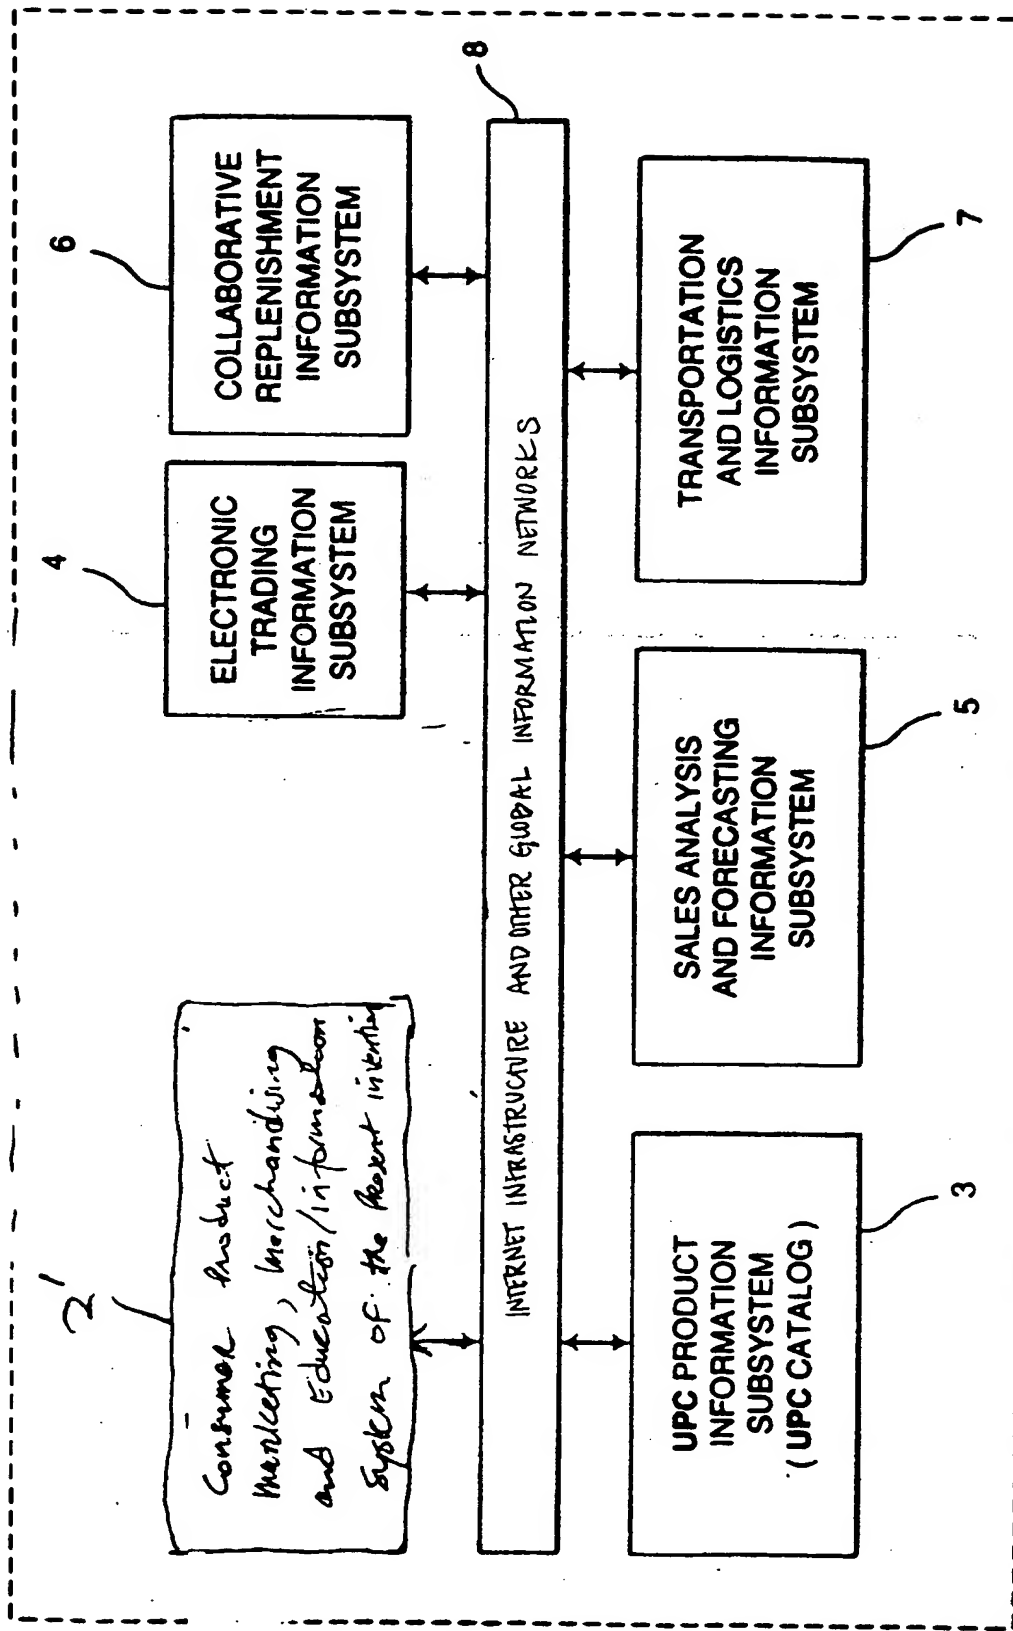 2'
Consumer Product
Marketing, Merchandising
and Education/information
System of the Present invention
4
ELECTRONIC
TRADING
INFORMATION
SUBSYSTEM
6
COLLABORATIVE
REPLENISHMENT
INFORMATION
SUBSYSTEM
8
INTERNET INFRASTRUCTURE AND OTHER GLOBAL INFORMATION NETWORKS
UPC PRODUCT
INFORMATION
SUBSYSTEM
(UPC CATALOG)
3
SALES ANALYSIS
AND FORECASTING
INFORMATION
SUBSYSTEM
5
TRANSPORTATION
AND LOGISTICS
INFORMATION
SUBSYSTEM
7